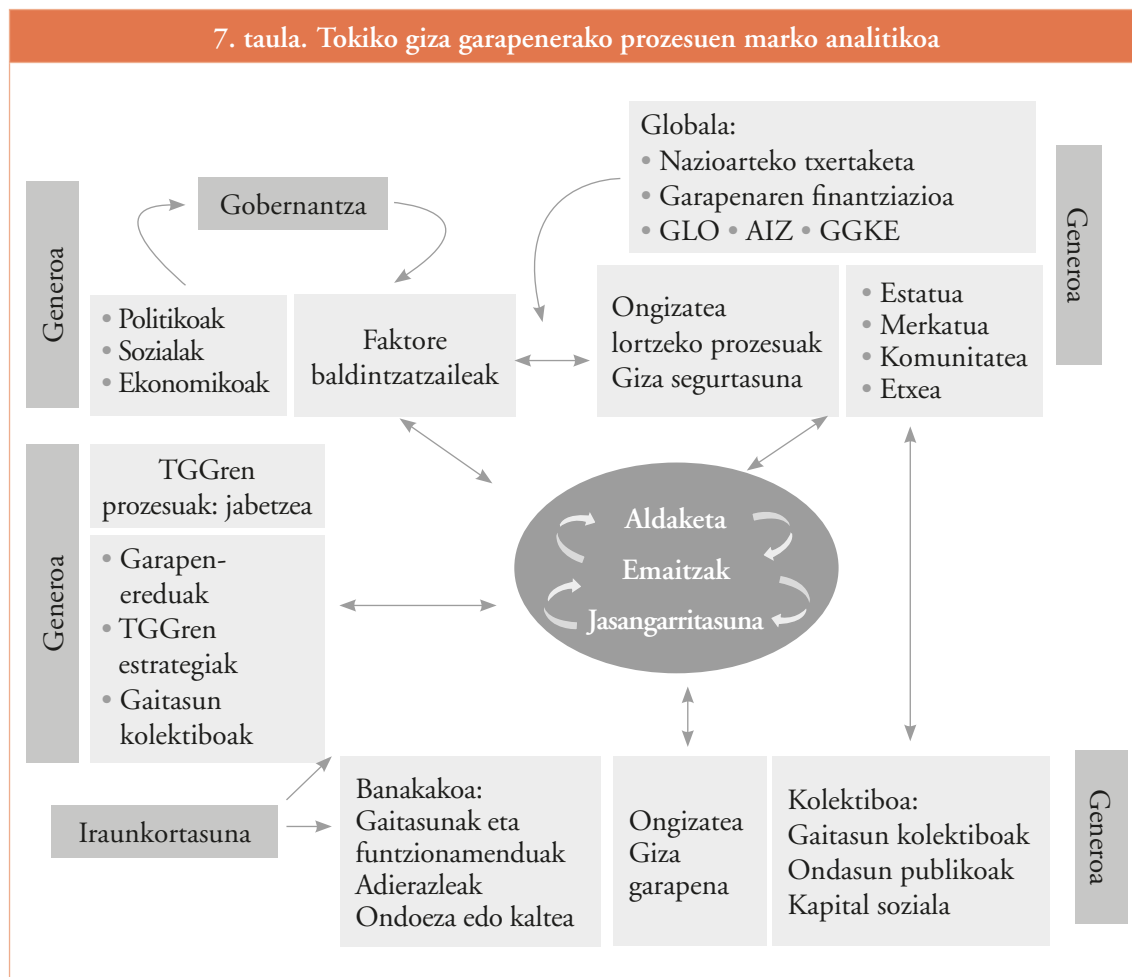 7. taula. Tokiko giza garapenerako prozesuen marko analitikoa
Generoa
Gobernantza
• Politikoak
• Sozialak
• Ekonomikoak
Faktore
baldintzatzaileak
Globala:
• Nazioarteko txertaketa
• Garapenaren finantziazioa
• GLO • AIZ • GGKE
Ongizatea
lortzeko prozesuak
Giza segurtasuna
• Estatua
• Merkatua
• Komunitatea
• Etxea
Generoa
Generoa
TGGren
prozesuak: jabetzea
• Garapen-
ereduak
• TGGren
estrategiak
• Gaitasun
kolektiboak
Aldaketa
Emaitzak
Jasangarritasuna
Iraunkortasuna
Banakakoa:
Gaitasunak eta
funtzionamenduak
Adierazleak
Ondoeza edo kaltea
Ongizatea
Giza
garapena
Kolektiboa:
Gaitasun kolektiboak
Ondasun publikoak
Kapital soziala
Generoa